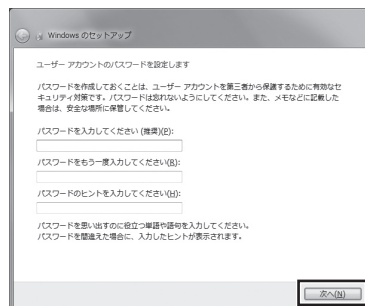 Windows のセットアップ
ユーザー アカウントのパスワードを設定します
パスワードを作成しておくことは、ユーザー アカウントを第三者から保護するために有効なセ
キュリティ対策です。パスワードは忘れないようにしてください。また、メモなどに記載した
場合は、安全な場所に保管してください。
パスワードを入力してください (推奨)(P):
パスワードをもう一度入力してください(R):
パスワードのヒントを入力してください(H):
パスワードを思い出すのに役立つ単語や語句を入力してください。
パスワードを間違えた場合に、入力したヒントが表示されます。
次へ(N)